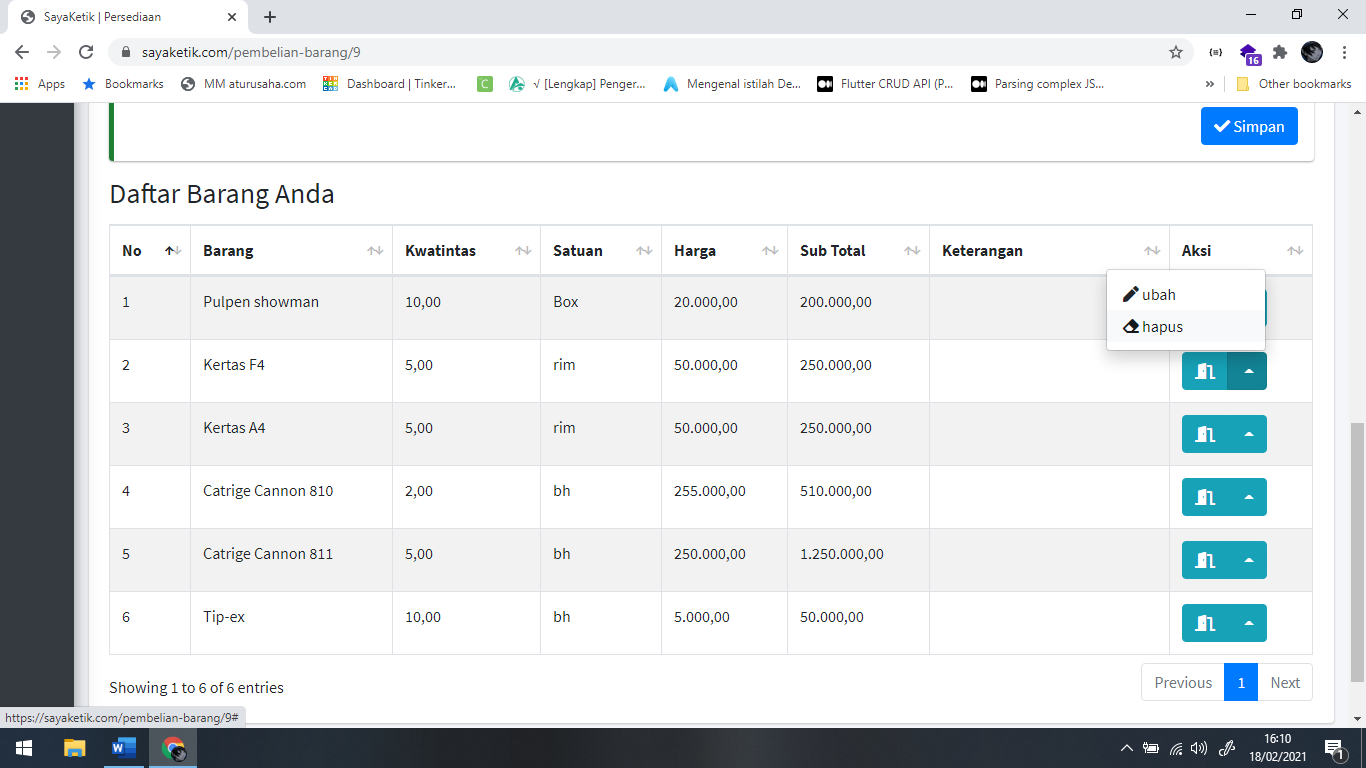 SayaKetik | Persediaan
sayaketik.com/pembelian-barang/9
16
Apps Bookmarks MM aturusaha.com Dashboard | Tinker... C √ [Lengkap] Penger... Mengenal istilah De... Flutter CRUD API (P... Parsing complex JS... » Other bookmarks
Simpan
Daftar Barang Anda
No Barang Kwatintas Satuan Harga Sub Total Keterangan Aksi
1 Pulpen showman 10,00 Box 20.000,00 200.000,00
ubah
hapus
2 Kertas F4 5,00 rim 50.000,00 250.000,00
3 Kertas A4 5,00 rim 50.000,00 250.000,00
4 Catrige Cannon 810 2,00 bh 255.000,00 510.000,00
5 Catrige Cannon 811 5,00 bh 250.000,00 1.250.000,00
6 Tip-ex 10,00 bh 5.000,00 50.000,00
Showing 1 to 6 of 6 entries
Previous 1 Next
https://sayaketik.com/pembelian-barang/9#
16:10
18/02/2021
1